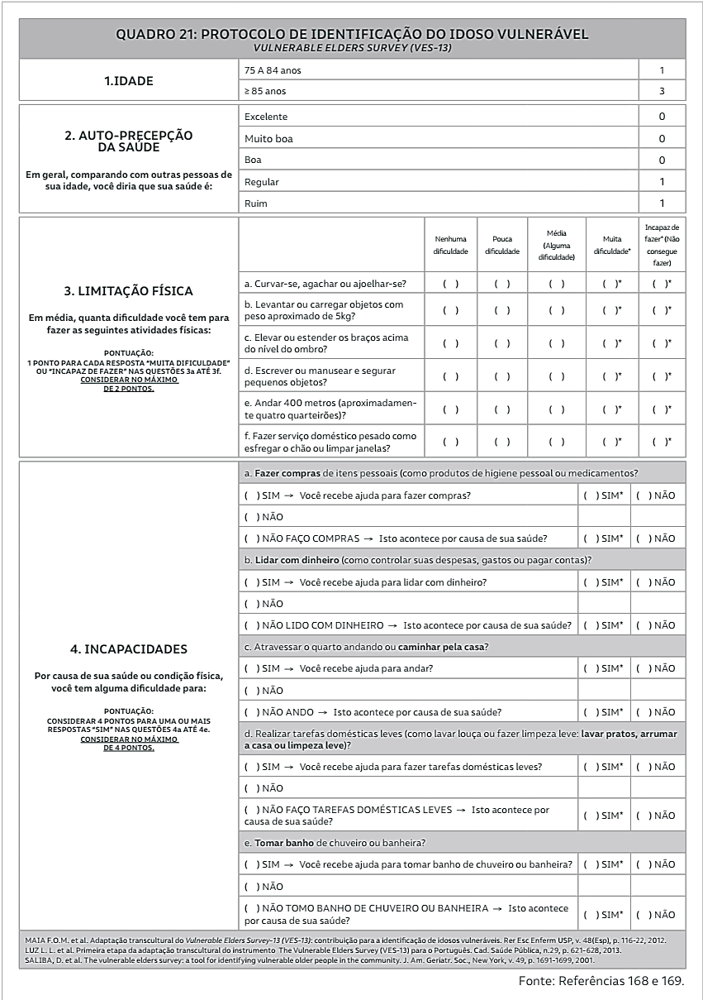 QUADRO 21: PROTOCOLO DE IDENTIFICAÇÃO DO IDOSO VULNERÁVEL
VULNERABLE ELDERS SURVEY (VES-13)
1.IDADE
75 A 84 anos 1
≥ 85 anos 3
2. AUTO-PRECEPÇÃO
DA SAÚDE
Em geral, comparando com outras pessoas de
sua idade, você diria que sua saúde é:
Excelente 0
Muito boa 0
Boa 0
Regular 1
Ruim 1
3. LIMITAÇÃO FÍSICA
Em média, quanta dificuldade você tem para
fazer as seguintes atividades físicas:
PONTUAÇÃO:
1 PONTO PARA CADA RESPOSTA “MUITA DIFICULDADE”
OU “INCAPAZ DE FAZER” NAS QUESTÕES 3a ATÉ 3f.
CONSIDERAR NO MÁXIMO
DE 2 PONTOS.
Nenhuma
dificuldade
Pouca
dificuldade
Média
(Alguma
dificuldade)
Muita
dificuldade*
Incapaz de
fazer* (Não
consegue
fazer)
a. Curvar-se, agachar ou ajoelhar-se? ( ) ( ) ( ) ( )* ( )*
b. Levantar ou carregar objetos com
peso aproximado de 5kg? ( ) ( ) ( ) ( )* ( )*
c. Elevar ou estender os braços acima
do nível do ombro? ( ) ( ) ( ) ( )* ( )*
d. Escrever ou manusear e segurar
pequenos objetos? ( ) ( ) ( ) ( )* ( )*
e. Andar 400 metros (aproximadamen-
te quatro quarteirões)? ( ) ( ) ( ) ( )* ( )*
f. Fazer serviço doméstico pesado como
esfregar o chão ou limpar janelas? ( ) ( ) ( ) ( )* ( )*
4. INCAPACIDADES
Por causa de sua saúde ou condição física,
você tem alguma dificuldade para:
PONTUAÇÃO:
CONSIDERAR 4 PONTOS PARA UMA OU MAIS
RESPOSTAS “SIM” NAS QUESTÕES 4a ATÉ 4e.
CONSIDERAR NO MÁXIMO
DE 4 PONTOS.
a. Fazer compras de itens pessoais (como produtos de higiene pessoal ou medicamentos?
( ) SIM → Você recebe ajuda para fazer compras? ( ) SIM* ( ) NÃO
( ) NÃO
( ) NÃO FAÇO COMPRAS → Isto acontece por causa de sua saúde? ( ) SIM* ( ) NÃO
b. Lidar com dinheiro (como controlar suas despesas, gastos ou pagar contas)?
( ) SIM → Você recebe ajuda para lidar com dinheiro? ( ) SIM* ( ) NÃO
( ) NÃO
( ) NÃO LIDO COM DINHEIRO → Isto acontece por causa de sua saúde? ( ) SIM* ( ) NÃO
c. Atravessar o quarto andando ou caminhar pela casa?
( ) SIM → Você recebe ajuda para andar? ( ) SIM* ( ) NÃO
( ) NÃO
( ) NÃO ANDO → Isto acontece por causa de sua saúde? ( ) SIM* ( ) NÃO
d. Realizar tarefas domésticas leves (como lavar louça ou fazer limpeza leve: lavar pratos, arrumar
a casa ou limpeza leve)?
( ) SIM → Você recebe ajuda para fazer tarefas domésticas leves? ( ) SIM* ( ) NÃO
( ) NÃO
( ) NÃO FAÇO TAREFAS DOMÉSTICAS LEVES → Isto acontece por
causa de sua saúde? ( ) SIM* ( ) NÃO
e. Tomar banho de chuveiro ou banheira?
( ) SIM → Você recebe ajuda para tomar banho de chuveiro ou banheira? ( ) SIM* ( ) NÃO
( ) NÃO
( ) NÃO TOMO BANHO DE CHUVEIRO OU BANHEIRA → Isto acontece
por causa de sua saúde? ( ) SIM* ( ) NÃO
MAIA F.O.M. et al. Adaptação transcultural do Vulnerable Elders Survey-13 (VES-13): contribuição para a identificação de idosos vulneráveis. Rer Esc Enferm USP, v. 48(Esp), p. 116-22, 2012.
LUZ L. L. et al. Primeira etapa da adaptação transcultural do instrumento The Vulnerable Elders Survey (VES-13) para o Português. Cad. Saúde Pública, n.29, p. 621-628, 2013.
SALIBA, D. et al. The vulnerable elders survey: a tool for identifying vulnerable older people in the community. J. Am. Geriatr. Soc., New York, v. 49, p. 1691-1699, 2001.
Fonte: Referências 168 e 169.